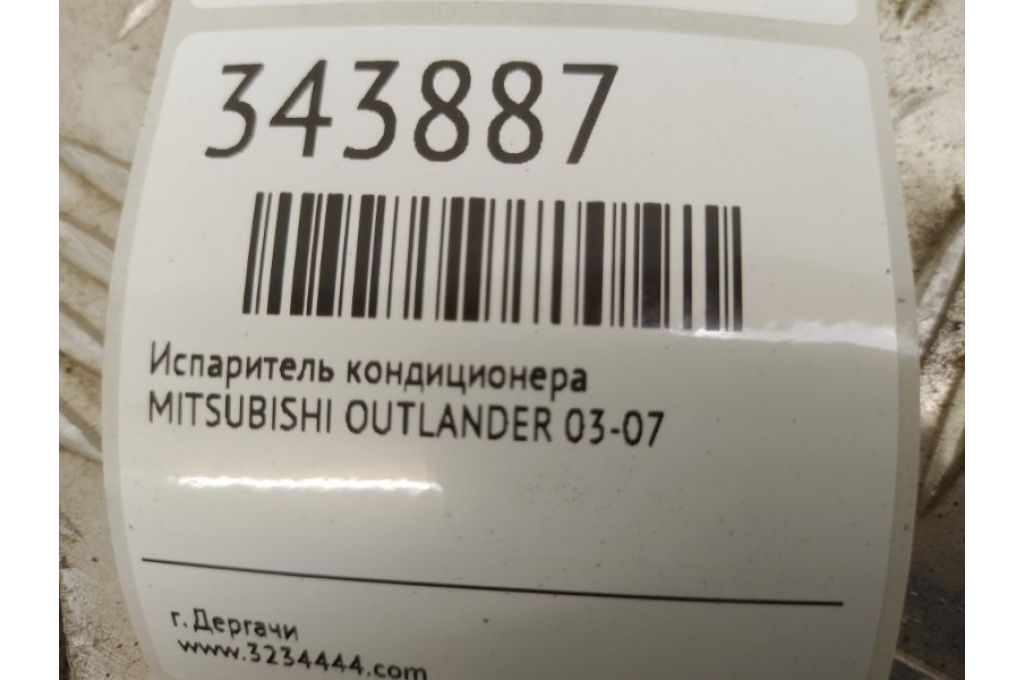 343887
Испаритель кондиционера
MITSUBISHI OUTLANDER 03-07
г. Дергачи
www.3234444.com